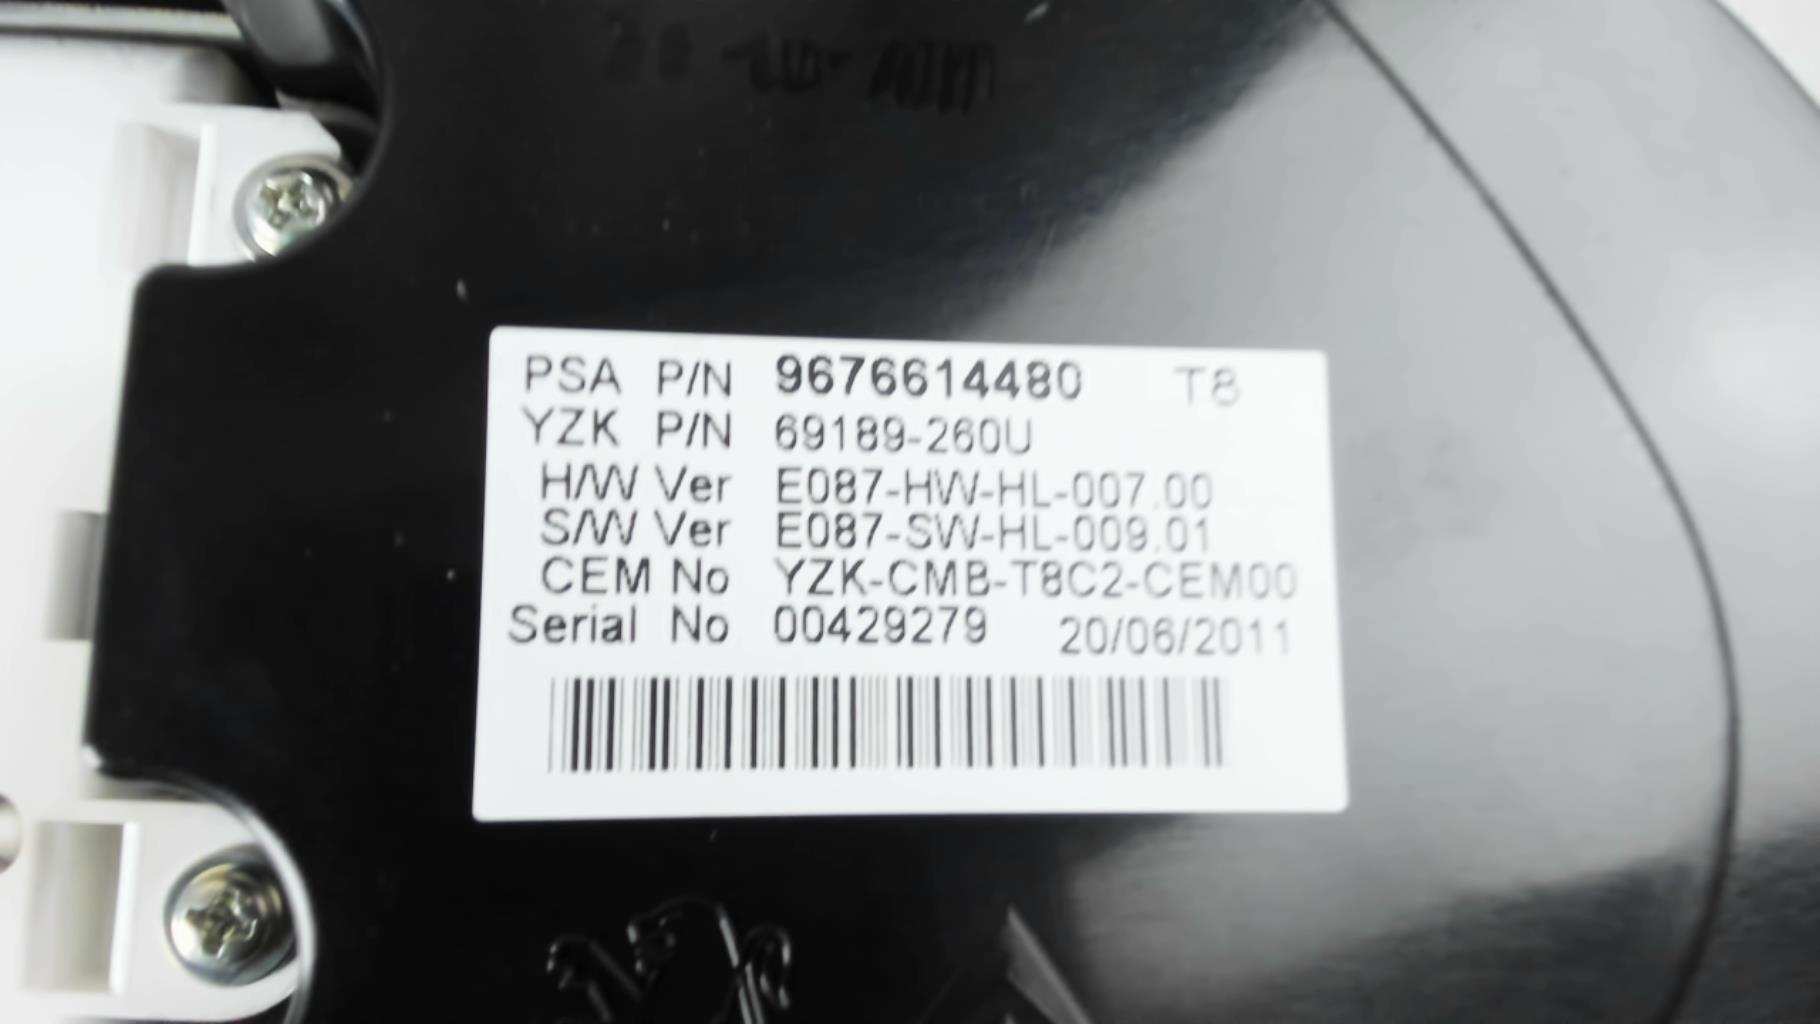 PSA P/N 9676614480 T8
YZK P/N 69189-260U
H/W Ver E087-HW-HL-007.00
S/W Ver E087-SW-HL-009.01
CEM No YZK-CMB-T8C2-CEM00
Serial No 00429279 20/06/2011